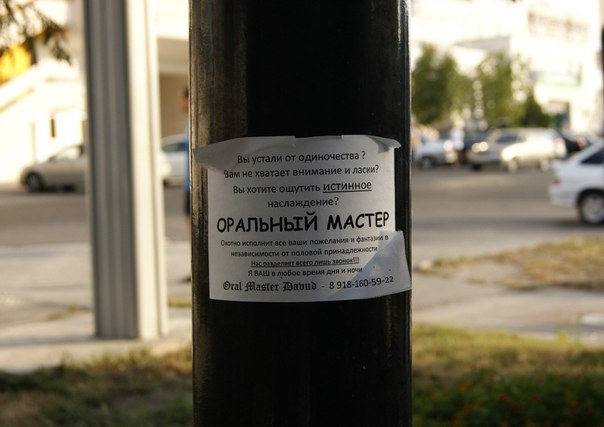 Вы устали от одиночества ?
Вам не хватает внимание и ласки?
Вы хотите ощутить истинное
наслаждение?
ОРАЛЬНЫЙ МАСТЕР
Охотно исполнит все ваши пожелания и фантазии в
независимости от половой принадлежности
Нас разделяет всего лишь звонок!!!!
Я ВАШ в любое время дня и ночи
Oral Master Davud - 8 918-160-59-22